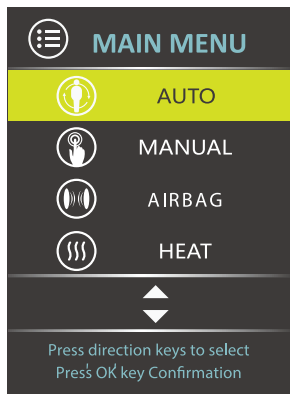 MAIN MENU
AUTO
MANUAL
AIRBAG
HEAT
Press direction keys to select
Press'OK'key Confirmation